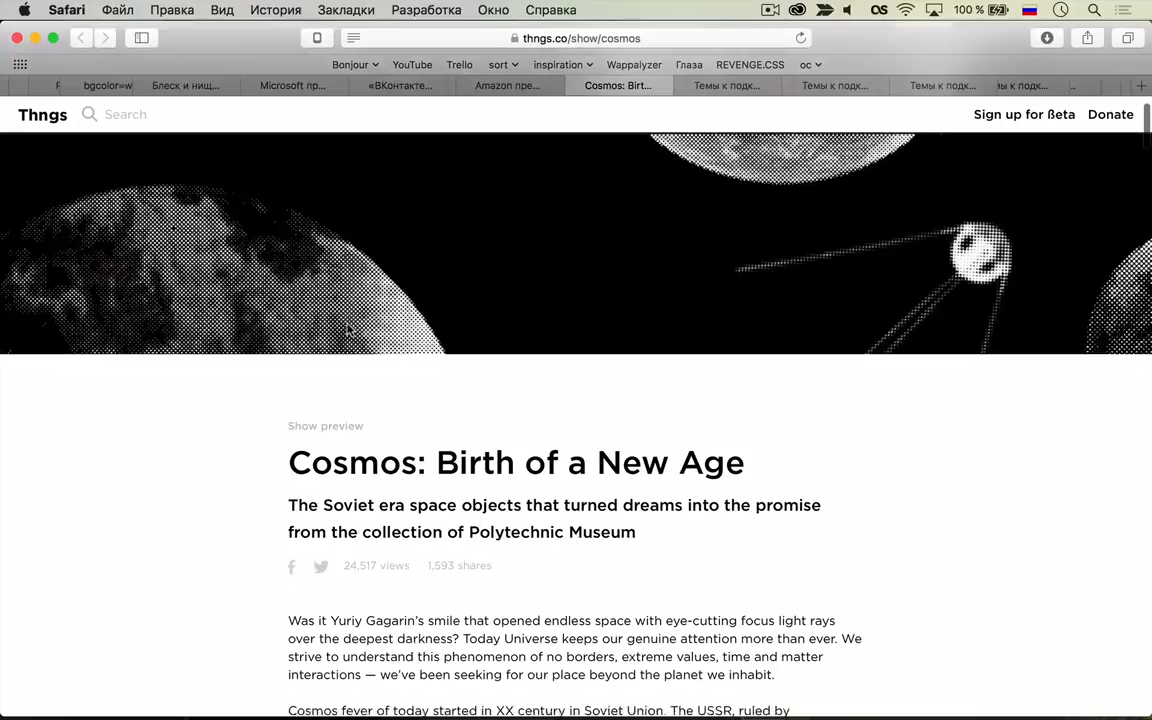 Safari Файл Правка Вид История Закладки Разработка Окно Справка 100 %
thngs.co/show/cosmos
Bonjour YouTube Trello sort inspiration Wappalyzer Глаза REVENGE.CSS ос
bgcolor=w Блеск и нищ... Microsoft пр... «ВКонтакте... Amazon пре... Cosmos: Birt... Темы к подк... Темы к подк... Темы к подк... мы к подк...
Thngs Search Sign up for ßeta Donate
Show preview
Cosmos: Birth of a New Age
The Soviet era space objects that turned dreams into the promise
from the collection of Polytechnic Museum
24,517 views 1,593 shares
Was it Yuriy Gagarin's smile that opened endless space with eye-cutting focus light rays
over the deepest darkness? Today Universe keeps our genuine attention more than ever. We
strive to understand this phenomenon of no borders, extreme values, time and matter
interactions — we've been seeking for our place beyond the planet we inhabit.
Cosmos fever of today started in XX century in Soviet Union. The USSR, ruled by